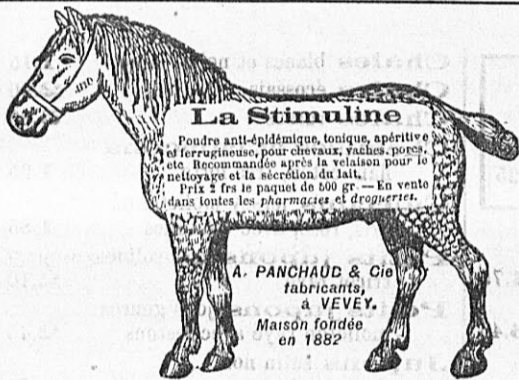 La Stimuline
Poudre anti-épidémique, tonique, apéritive
et ferrugineuse, pour chevaux, vaches, porcs,
etc. Recommandée après la vêlaison pour le
nettoyage et la sécrétion du lait.
Prix 2 frs le paquet de 500 gr. — En vente
dans toutes les pharmacies et drogueries.
A. PANCHAUD & Cie
fabricants,
à VEVEY.
Maison fondée
en 1882